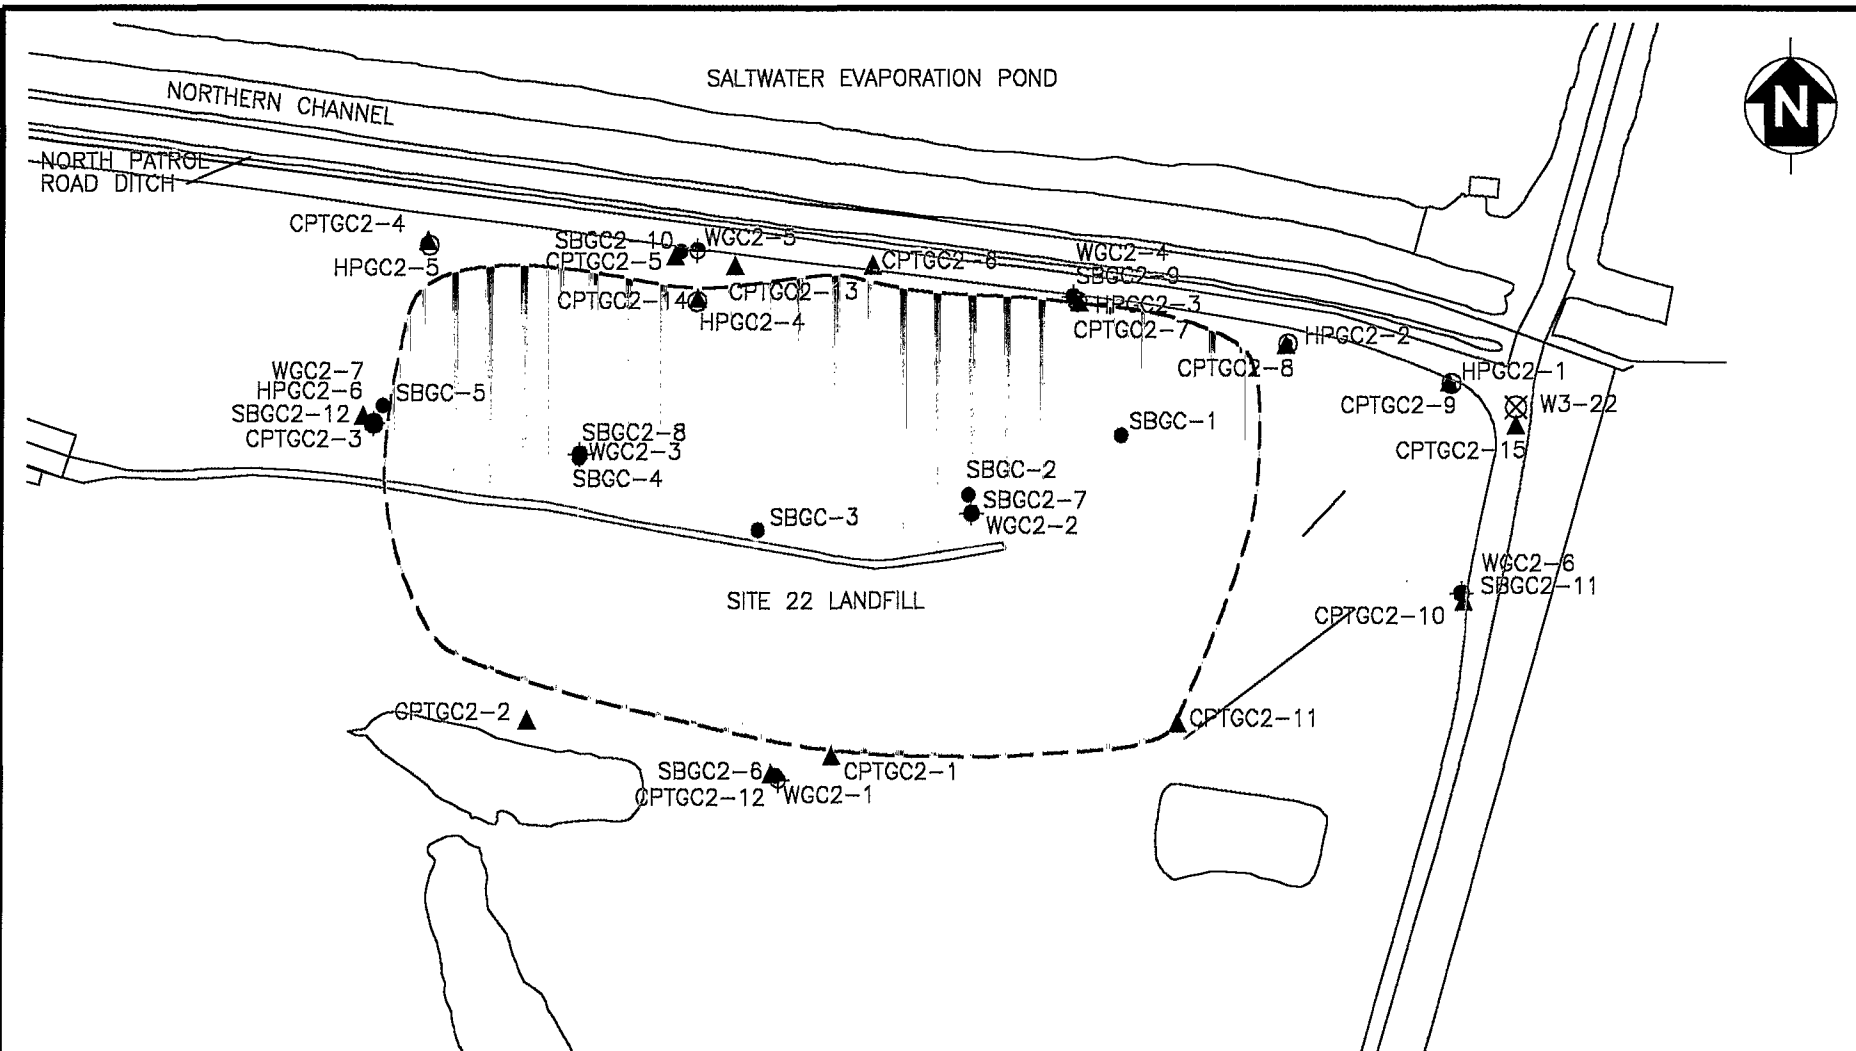 SALTWATER EVAPORATION POND
N
NORTHERN CHANNEL
NORTH PATROL
ROAD DITCH
CPTGC2-4
HPGC2-5
SBGC2-10
WGC2-5
CPTGC2-5
CPTGC2-6
WGC2-4
SBGC2-9
CPTGC2-14
CPTGC2-13
HPGC2-3
HPGC2-4
CPTGC2-7
HPGC2-2
CPTGC2-8
HPGC2-1
CPTGC2-9
W3-22
CPTGC2-15
WGC2-7
HPGC2-6
SBGC-5
SBGC2-12
CPTGC2-3
SBGC-1
SBGC2-8
WGC2-3
SBGC-4
SBGC-2
SBGC2-7
WGC2-2
SBGC-3
WGC2-6
SBGC2-11
CPTGC2-10
SITE 22 LANDFILL
CPTGC2-2
CPTGC2-11
SBGC2-6
CPTGC2-1
CPTGC2-12
WGC2-1